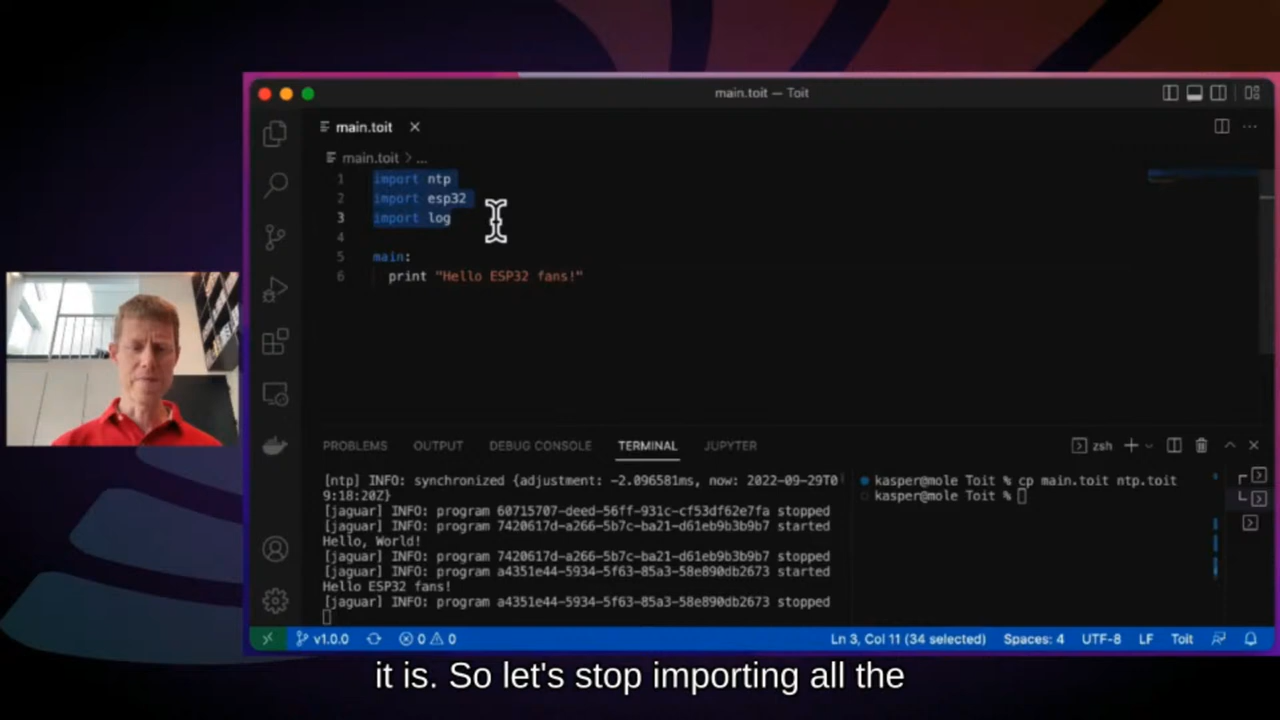 main.toit — Toit
main.toit
main.toit > ...
1 import ntp
2 import esp32
3 import log
4
5 main:
6 print "Hello ESP32 fans!"
PROBLEMS OUTPUT DEBUG CONSOLE TERMINAL JUPYTER zsh
[ntp] INFO: synchronized {adjustment: -2.096581ms, now: 2022-09-29T0
9:18:20Z}
[jaguar] INFO: program 60715707-deed-56ff-931c-cf53df62e7fa stopped
[jaguar] INFO: program 7420617d-a266-5b7c-ba21-d61eb9b3b9b7 started
Hello, World!
[jaguar] INFO: program 7420617d-a266-5b7c-ba21-d61eb9b3b9b7 stopped
[jaguar] INFO: program a4351e44-5934-5f63-85a3-58e890db2673 started
Hello ESP32 fans!
[jaguar] INFO: program a4351e44-5934-5f63-85a3-58e890db2673 stopped
kasper@mole Toit % cp main.toit ntp.toit
kasper@mole Toit %
v1.0.0 0 0 Ln 3, Col 11 (34 selected) Spaces: 4 UTF-8 LF Toit
it is. So let's stop importing all the